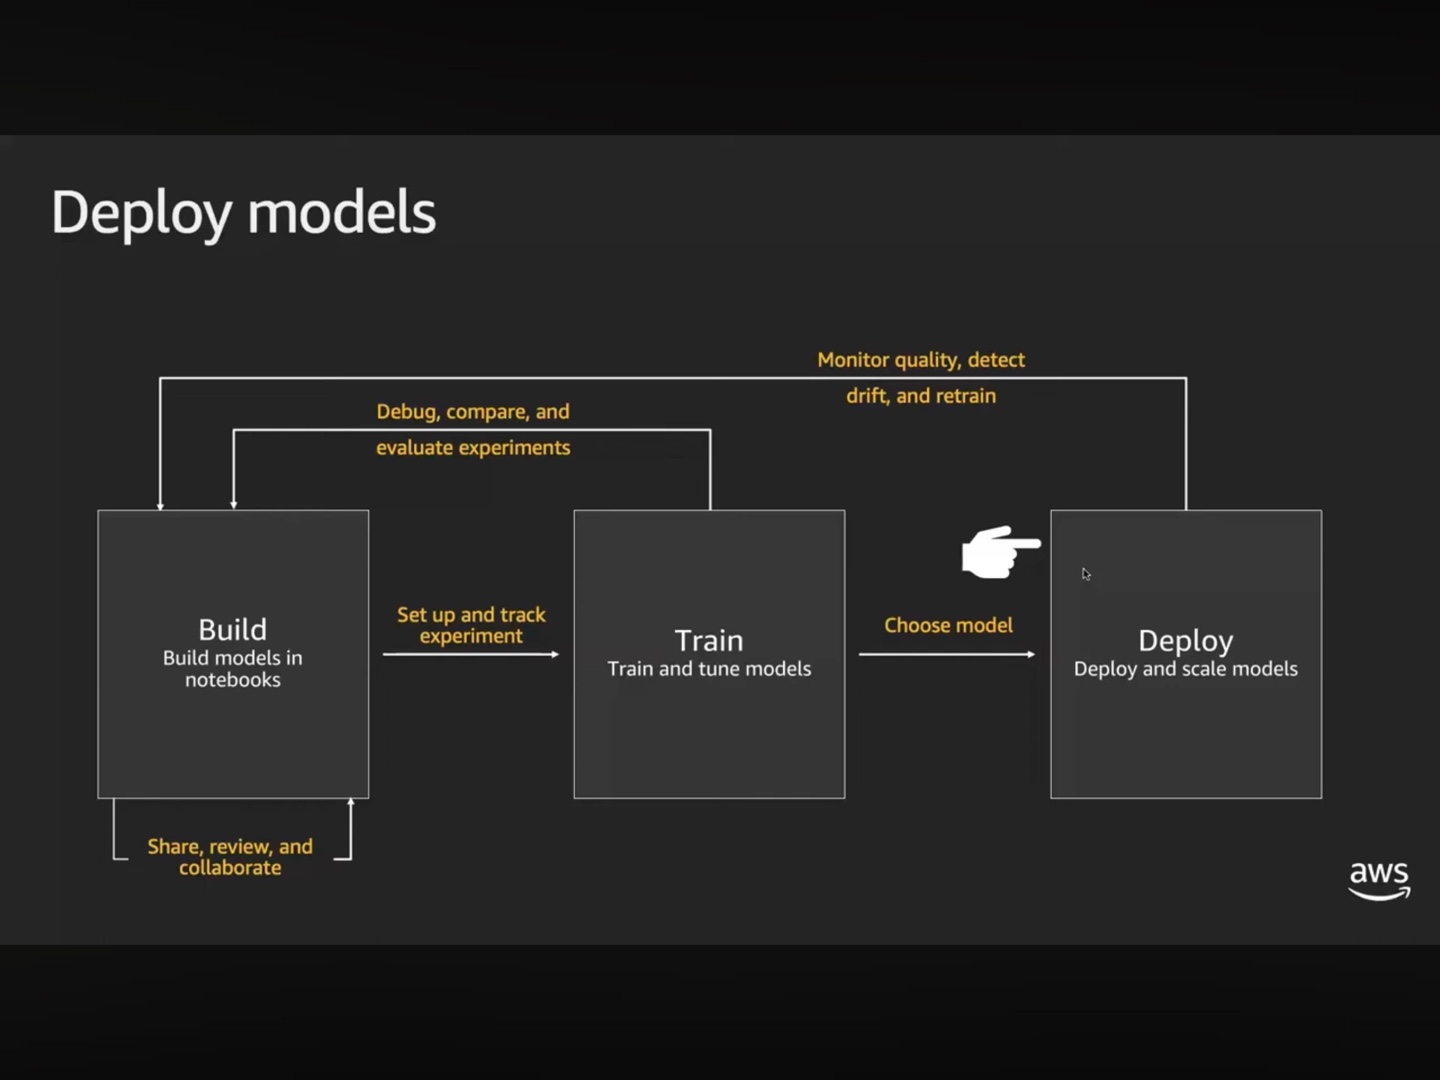 Deploy models
Monitor quality, detect
drift, and retrain
Debug, compare, and
evaluate experiments
Build
Build models in
notebooks
Set up and track
experiment
Train
Train and tune models
Choose model
Deploy
Deploy and scale models
Share, review, and
collaborate
aws